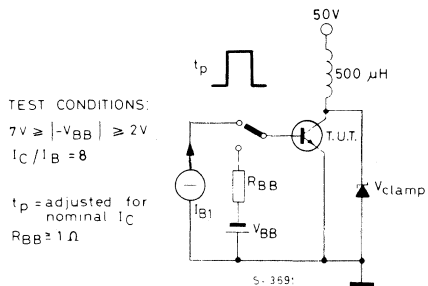 50V
tp
500 µH
TEST CONDITIONS:
7V ≥ |-VBB| ≥ 2V
IC/IB = 8
tp = adjusted for
nominal IC
RBB ≥ 1 Ω
T.U.T.
RBB
Vclamp
IB1
VBB